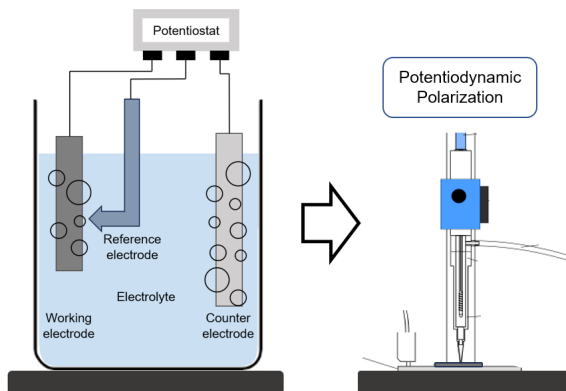 Potentiostat
Potentiodynamic
Polarization
Reference
electrode
Electrolyte
Working
electrode
Counter
electrode